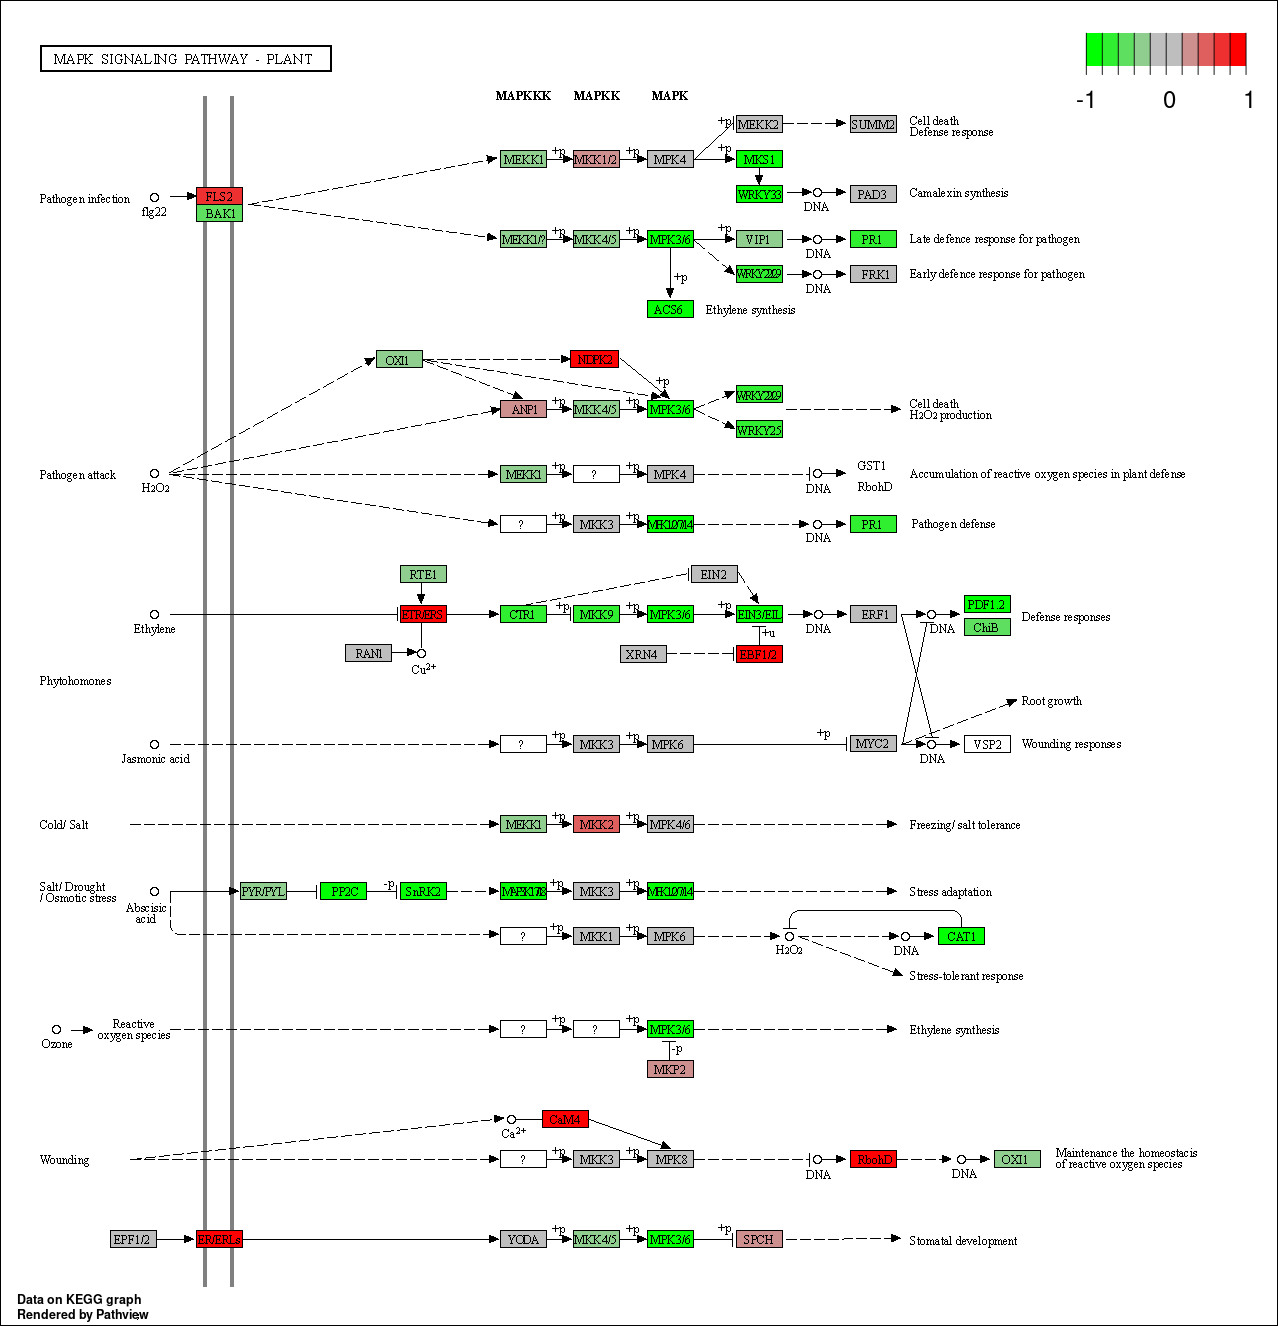 MAPK SIGNALING PATHWAY - PLANT
-1 0 1
MAPKKK MAPKK MAPK
+p MEKK2 SUMM2 Cell death
Defense response
MEKK1 +p MKK1/2 +p MPK4 +p MKS1
Pathogen infection flg22 FLS2
BAK1
WRKY33 DNA PAD3 Camalexin synthesis
MEKK1/? MKK4/5 MPK3/6 +p VIP1 DNA PR1 Late defence response for pathogen
DNA FRK1 Early defence response for pathogen
+p
ACS6 Ethylene synthesis
OXI1 NDPK2
+p
ANP1 +p MKK4/5 +p MPK3/6
WRKY25
Cell death
H2O2 production
Pathogen attack H2O2 MEKK1 +p ? +p MPK4 DNA GST1
RbohD
Accumulation of reactive oxygen species in plant defense
? +p MKK3 +p DNA PR1 Pathogen defense
RTE1 EIN2
Ethylene ETR/ERS CTR1 +p MKK9 +p MPK3/6 +p EIN3/EIL DNA ERF1 DNA PDF1.2
ChiB
Defense responses
+u
RAN1 Cu2+ XRN4 EBF1/2
Phytohomones
Root growth
Jasmonic acid ? +p MKK3 +p MPK6 +p MYC2 DNA VSP2 Wounding responses
Cold/ Salt MEKK1 +p MKK2 +p MPK4/6 Freezing/ salt tolerance
Salt/ Drought
/ Osmotic stress
Abscisic
acid
PYR/PYL PP2C -p SnRK2 +p MKK3 +p Stress adaptation
? +p MKK1 +p MPK6 H2O2 DNA CAT1
Stress-tolerant response
Ozone Reactive
oxygen species
? +p ? +p MPK3/6 Ethylene synthesis
-p
MKP2
Ca2+ CaM4
Wounding ? +p MKK3 +p MPK8 DNA RbohD DNA OXI1 Maintenance the homeostacis
of reactive oxygen species
EPF1/2 ER/ERLs YODA +p MKK4/5 +p MPK3/6 +p SPCH Stomatal development
Data on KEGG graph
Rendered by Pathview